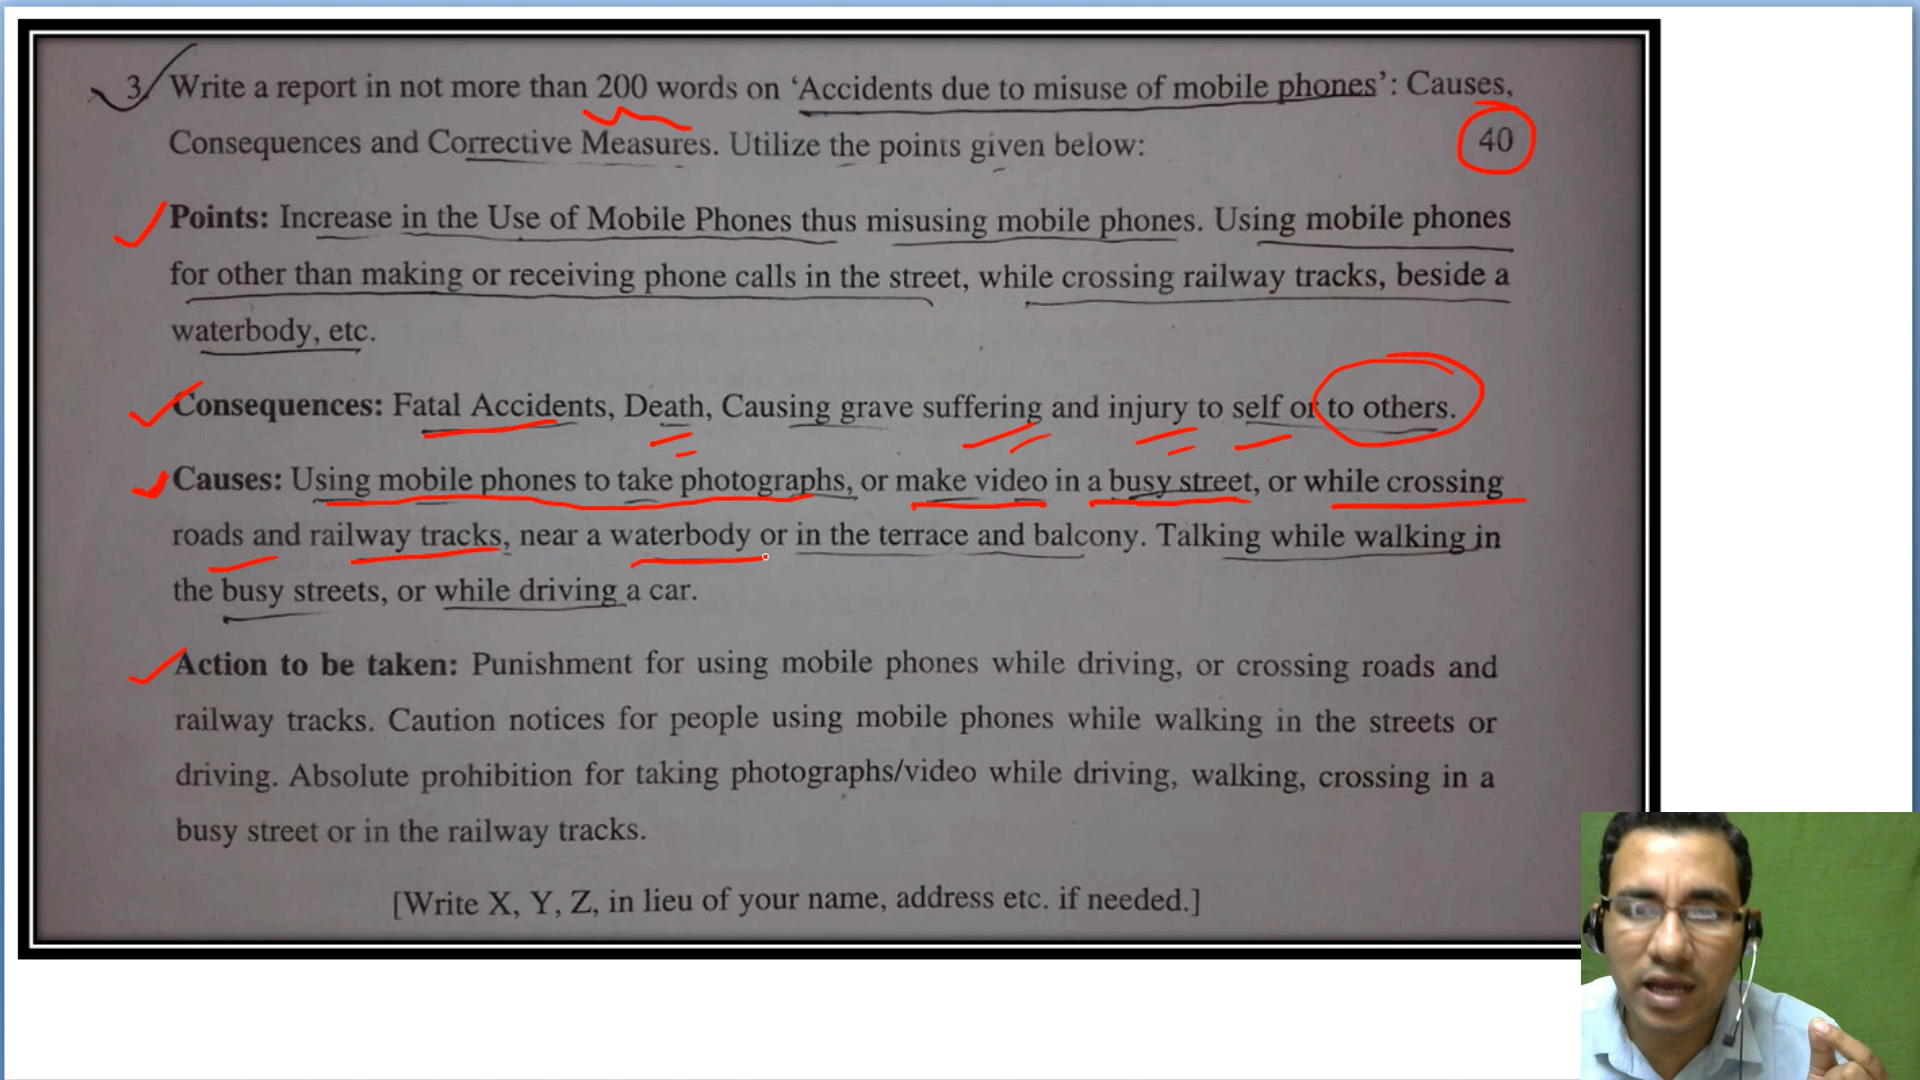 3 Write a report in not more than 200 words on ‘Accidents due to misuse of mobile phones’: Causes,
Consequences and Corrective Measures. Utilize the points given below: 40
Points: Increase in the Use of Mobile Phones thus misusing mobile phones. Using mobile phones
for other than making or receiving phone calls in the street, while crossing railway tracks, beside a
waterbody, etc.
Consequences: Fatal Accidents, Death, Causing grave suffering and injury to self or to others.
Causes: Using mobile phones to take photographs, or make video in a busy street, or while crossing
roads and railway tracks, near a waterbody or in the terrace and balcony. Talking while walking in
the busy streets, or while driving a car.
Action to be taken: Punishment for using mobile phones while driving, or crossing roads and
railway tracks. Caution notices for people using mobile phones while walking in the streets or
driving. Absolute prohibition for taking photographs/video while driving, walking, crossing in a
busy street or in the railway tracks.
[Write X, Y, Z, in lieu of your name, address etc. if needed.]